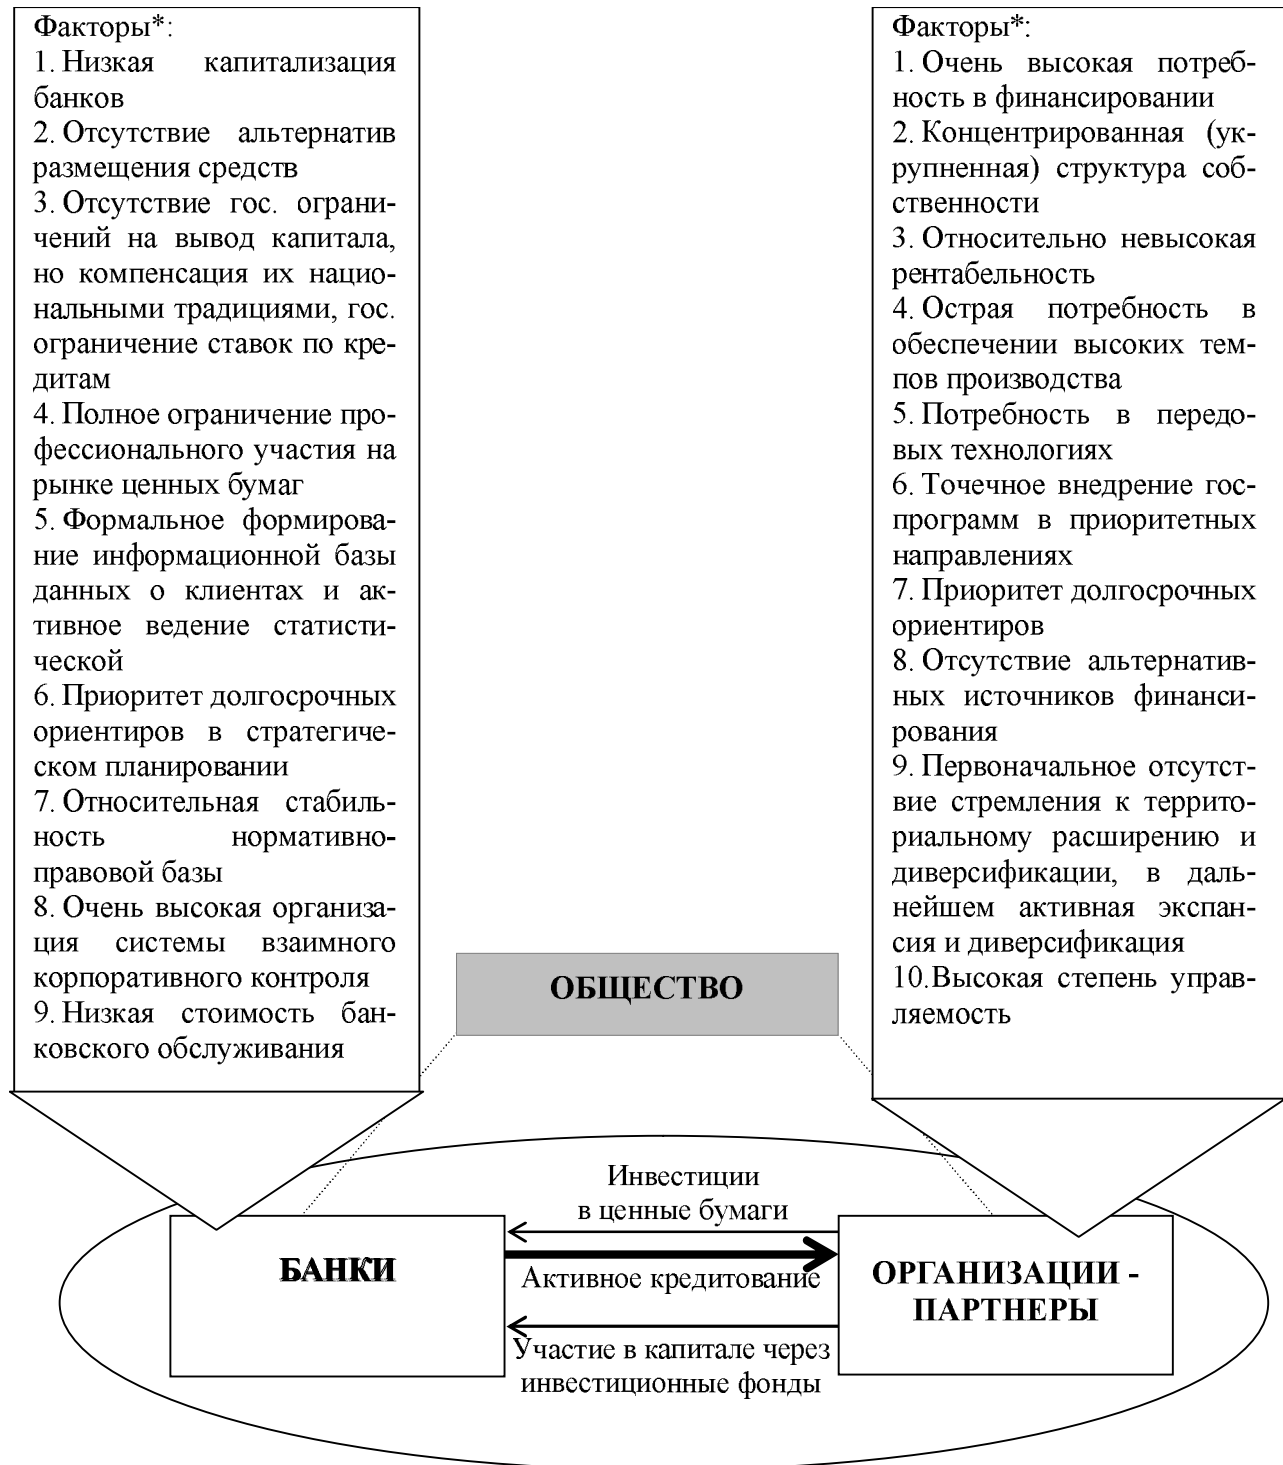 Факторы*:
1. Низкая капитализация
банков
2. Отсутствие альтернатив
размещения средств
3. Отсутствие гос. ограни-
чений на вывод капитала,
но компенсация их нацио-
нальными традициями, гос.
ограничение ставок по кре-
дитам
4. Полное ограничение про-
фессионального участия на
рынке ценных бумаг
5. Формальное формирова-
ние информационной базы
данных о клиентах и ак-
тивное ведение статисти-
ческой
6. Приоритет долгосрочных
ориентиров в стратегиче-
ском планировании
7. Относительная стабиль-
ность нормативно-
правовой базы
8. Очень высокая организа-
ция системы взаимного
корпоративного контроля
9. Низкая стоимость бан-
ковского обслуживания
Факторы*:
1. Очень высокая потреб-
ность в финансировании
2. Концентрированная (ук-
рупненная) структура соб-
ственности
3. Относительно невысокая
рентабельность
4. Острая потребность в
обеспечении высоких тем-
пов производства
5. Потребность в передо-
вых технологиях
6. Точечное внедрение гос-
программ в приоритетных
направлениях
7. Приоритет долгосрочных
ориентиров
8. Отсутствие альтернатив-
ных источников финанси-
рования
9. Первоначальное отсутст-
вие стремления к террито-
риальному расширению и
диверсификации, в даль-
нейшем активная экспан-
сия и диверсификация
10.Высокая степень управ-
ляемость
ОБЩЕСТВО
БАНКИ
Инвестиции
в ценные бумаги
Активное кредитование
Участие в капитале через
инвестиционные фонды
ОРГАНИЗАЦИИ -
ПАРТНЕРЫ